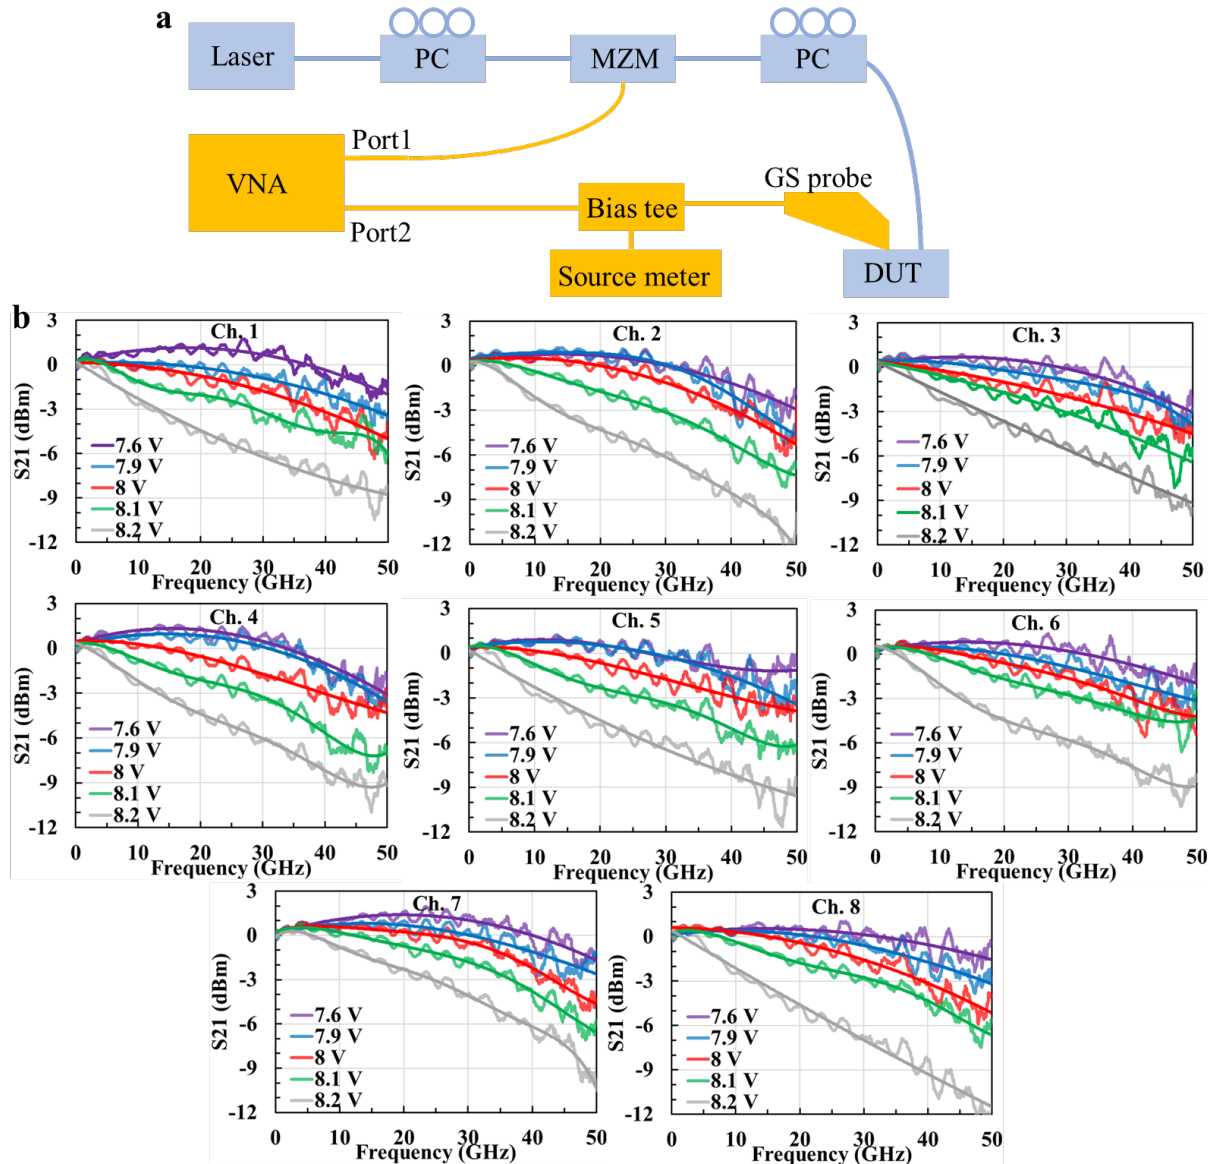 a
Laser
PC
MZM
PC
Port1
VNA
GS probe
Bias tee
Port2
Source meter
DUT
b
3
0
-3
-6
-9
-12
S21 (dBm)
Ch. 1
7.6 V
7.9 V
8 V
8.1 V
8.2 V
0 10 20 30 40 50
Frequency (GHz)
3
0
-3
-6
-9
-12
S21 (dBm)
Ch. 2
7.6 V
7.9 V
8 V
8.1 V
8.2 V
0 10 20 30 40 50
Frequency (GHz)
3
0
-3
-6
-9
-12
S21 (dBm)
Ch. 3
7.6 V
7.9 V
8 V
8.1 V
8.2 V
0 10 20 30 40 50
Frequency (GHz)
3
0
-3
-6
-9
-12
S21 (dBm)
Ch. 4
7.6 V
7.9 V
8 V
8.1 V
8.2 V
0 10 20 30 40 50
Frequency (GHz)
3
0
-3
-6
-9
-12
S21 (dBm)
Ch. 5
7.6 V
7.9 V
8 V
8.1 V
8.2 V
0 10 20 30 40 50
Frequency (GHz)
3
0
-3
-6
-9
-12
S21 (dBm)
Ch. 6
7.6 V
7.9 V
8 V
8.1 V
8.2 V
0 10 20 30 40 50
Frequency (GHz)
3
0
-3
-6
-9
-12
S21 (dBm)
Ch. 7
7.6 V
7.9 V
8 V
8.1 V
8.2 V
0 10 20 30 40 50
Frequency (GHz)
3
0
-3
-6
-9
-12
S21 (dBm)
Ch. 8
7.6 V
7.9 V
8 V
8.1 V
8.2 V
0 10 20 30 40 50
Frequency (GHz)